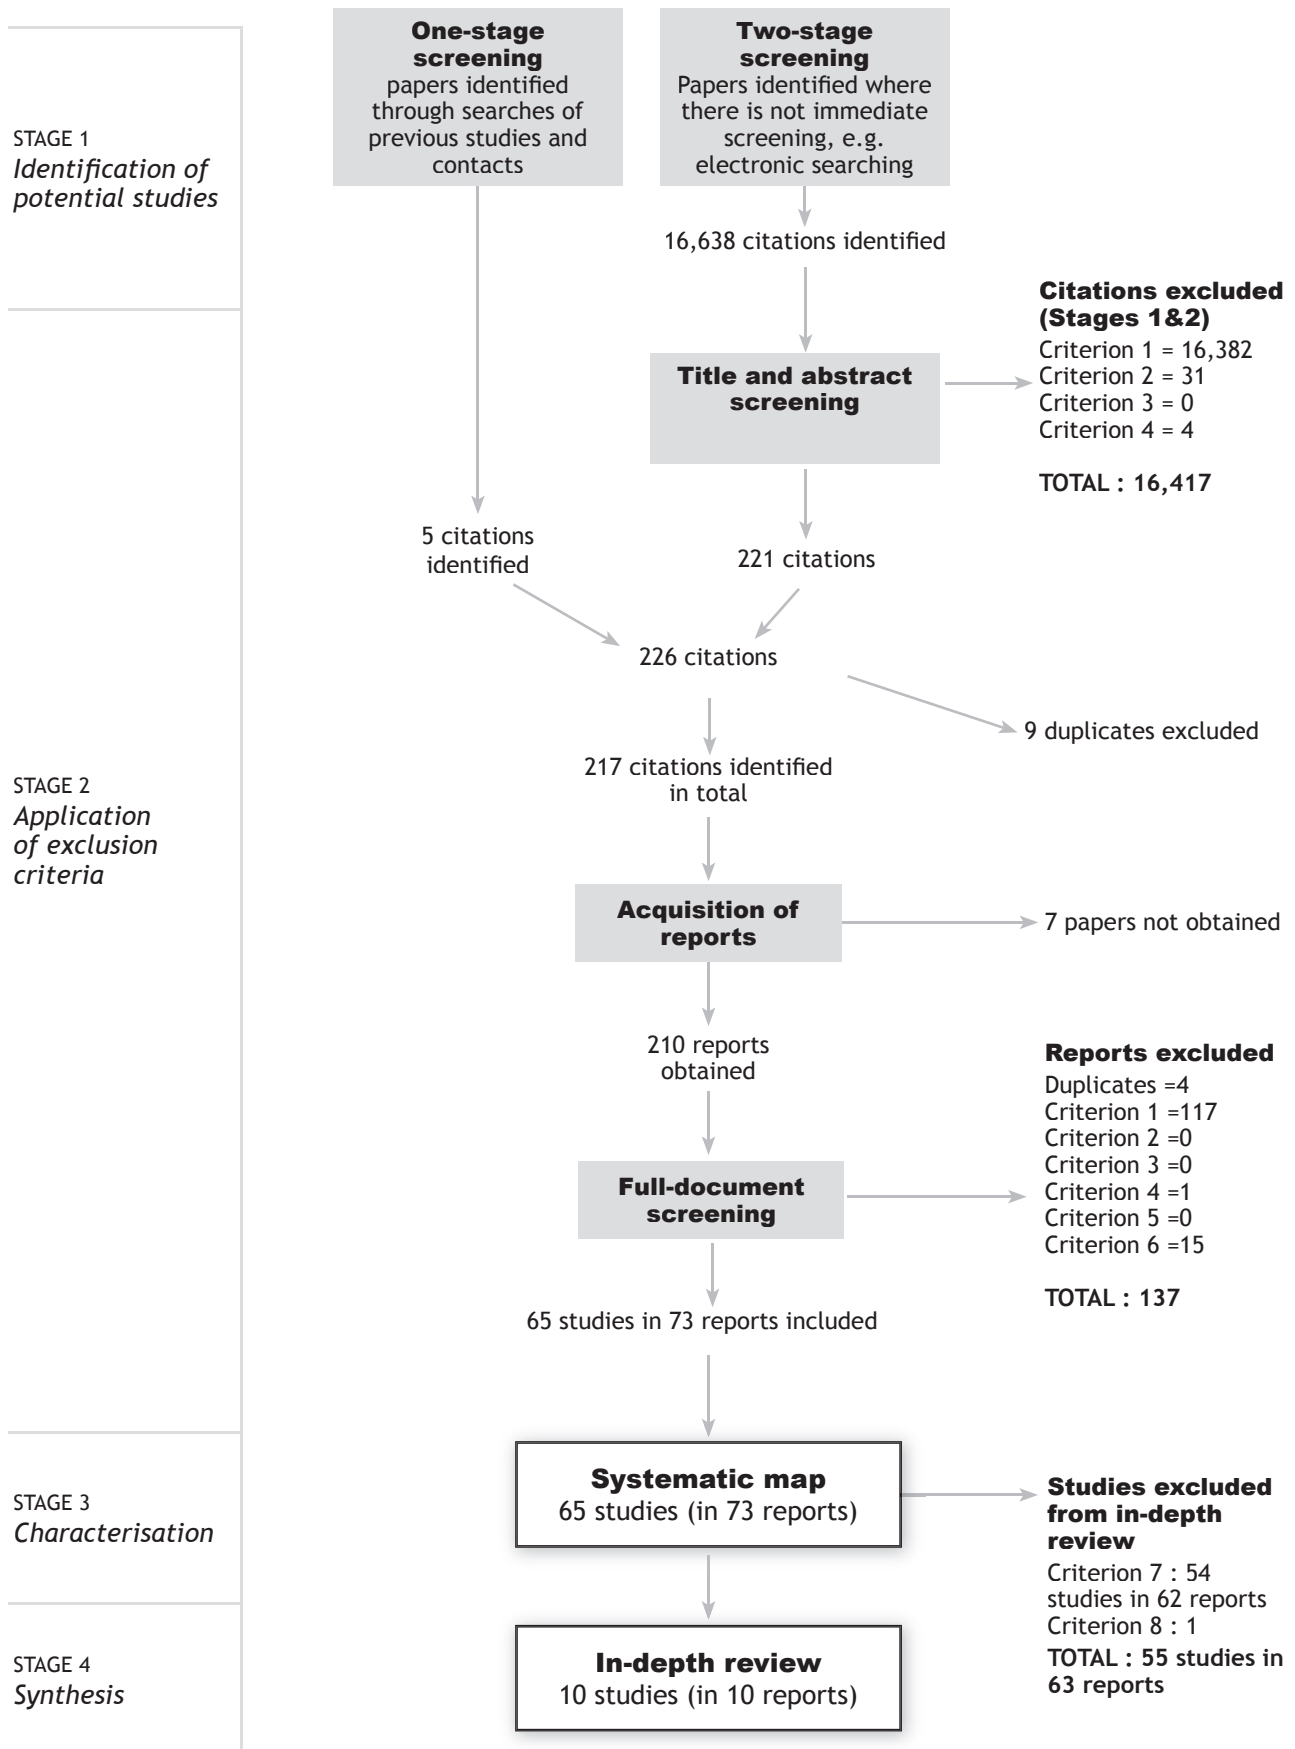 One-stage
screening
papers identified
through searches of
previous studies and
contacts
Two-stage
screening
Papers identified where
there is not immediate
screening, e.g.
electronic searching
STAGE 1
Identification of
potential studies
16,638 citations identified
Citations excluded
(Stages 1&2)
Criterion 1 = 16,382
Criterion 2 = 31
Criterion 3 = 0
Criterion 4 = 4
TOTAL : 16,417
Title and abstract
screening
5 citations
identified
221 citations
226 citations
9 duplicates excluded
217 citations identified
in total
STAGE 2
Application
of exclusion
criteria
Acquisition of
reports
7 papers not obtained
210 reports
obtained
Reports excluded
Duplicates =4
Criterion 1 =117
Criterion 2 =0
Criterion 3 =0
Criterion 4 =1
Criterion 5 =0
Criterion 6 =15
TOTAL : 137
Full-document
screening
65 studies in 73 reports included
STAGE 3
Characterisation
Systematic map
65 studies (in 73 reports)
Studies excluded
from in-depth
review
Criterion 7 : 54
studies in 62 reports
Criterion 8 : 1
TOTAL : 55 studies in
63 reports
STAGE 4
Synthesis
In-depth review
10 studies (in 10 reports)